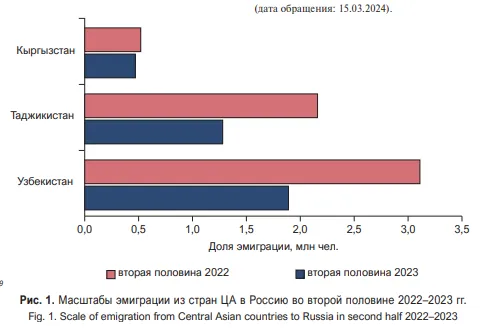 (дата обращения: 15.03.2024).
Кыргызстан
Таджикистан
Узбекистан
0,0 0,5 1,0 1,5 2,0 2,5 3,0 3,5
Доля эмиграции, млн чел.
вторая половина 2022 вторая половина 2023
9
Рис. 1. Масштабы эмиграции из стран ЦА в Россию во второй половине 2022–2023 гг.
Fig. 1. Scale of emigration from Central Asian countries to Russia in second half 2022–2023